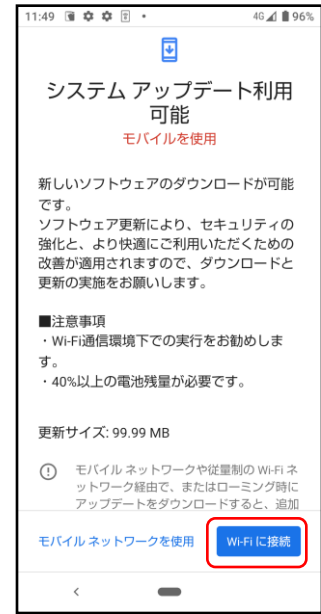 11:49 4G 96%
システム アップデート利用
可能
モバイルを使用
新しいソフトウェアのダウンロードが可能
です。
ソフトウェア更新により、セキュリティの
強化と、より快適にご利用いただくための
改善が適用されますので、ダウンロードと
更新の実施をお願いします。
■注意事項
・Wi-Fi通信環境下での実行をお勧めしま
す。
・40%以上の電池残量が必要です。
更新サイズ: 99.99 MB
モバイル ネットワークや従量制の Wi-Fi ネ
ットワーク経由で、またはローミング時に
アップデートをダウンロードすると、追加
モバイル ネットワークを使用 Wi-Fi に接続